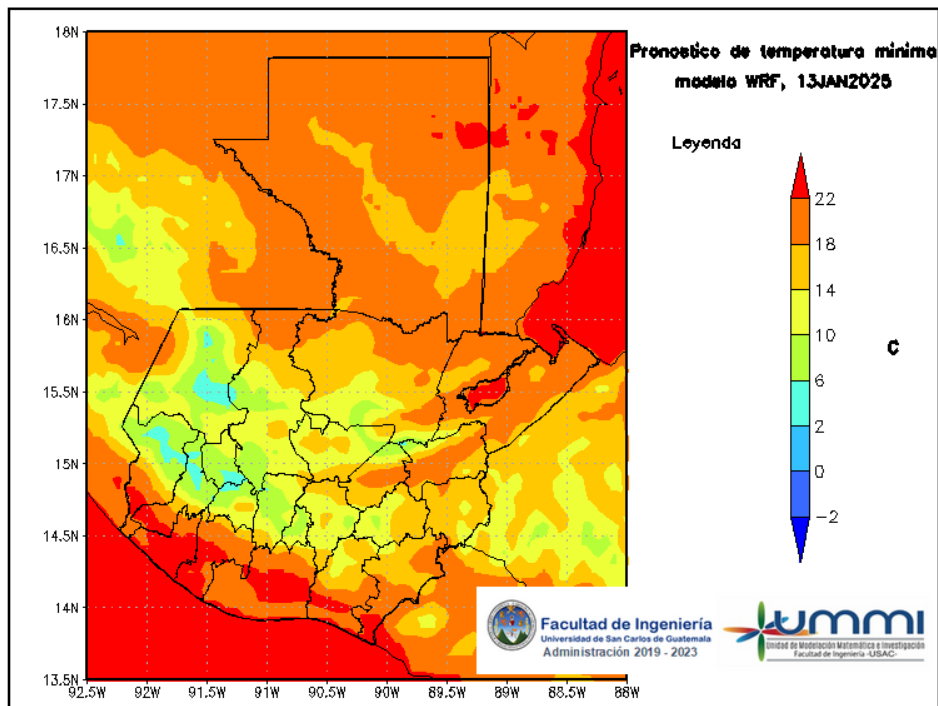 Pronostico de temperatura minima
modelo WRF, 13JAN2025
Leyenda
22
18
14
10
6
2
0
-2
C
18N
17.5N
17N
16.5N
16N
15.5N
15N
14.5N
14N
13.5N
92.5W 92W 91.5W 91W 90.5W 90W 89.5W 89W 88.5W 88W
Facultad de Ingeniería
Universidad de San Carlos de Guatemala
Administración 2019 - 2023
UMMI
Unidad de Modelación Matemática e Investigación
Facultad de Ingeniería -USAC-